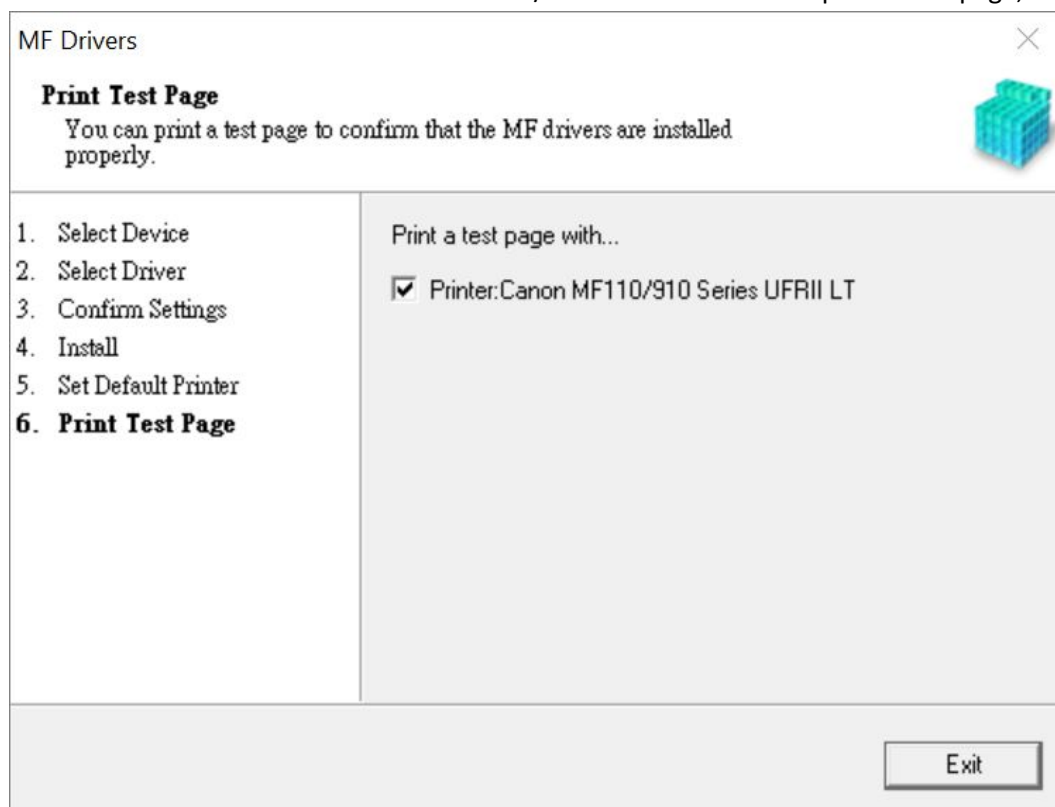 MF Drivers
Print Test Page
You can print a test page to confirm that the MF drivers are installed
properly.
1. Select Device
2. Select Driver
3. Confirm Settings
4. Install
5. Set Default Printer
6. Print Test Page
Print a test page with...
Printer:Canon MF110/910 Series UFRII LT
Exit